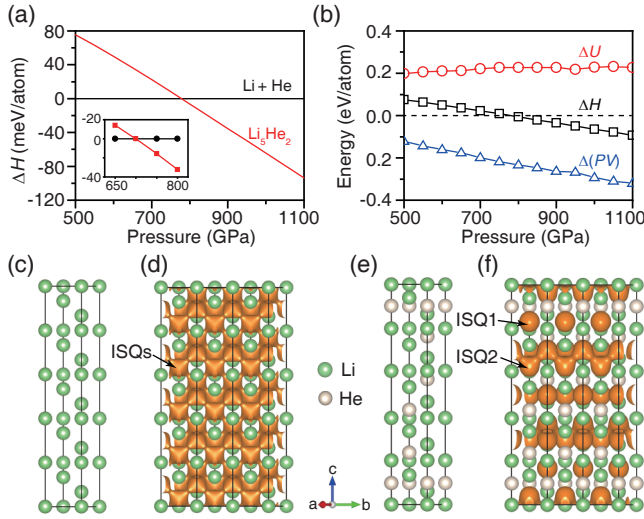 (a)
80
40
0
-40
-80
-120
ΔH (meV/atom)
Li + He
Li₅He₂
-20
0
-40
650
800
500
700
900
1100
Pressure (GPa)
(b)
0.4
0.2
0.0
0.2
-0.4
Energy (eV/atom)
ΔU
ΔH
Δ(PV)
500
700
900
1100
Pressure (GPa)
(c)
(d)
ISQs
(e)
(f)
ISQ1
ISQ2
Li
He
c
a
b